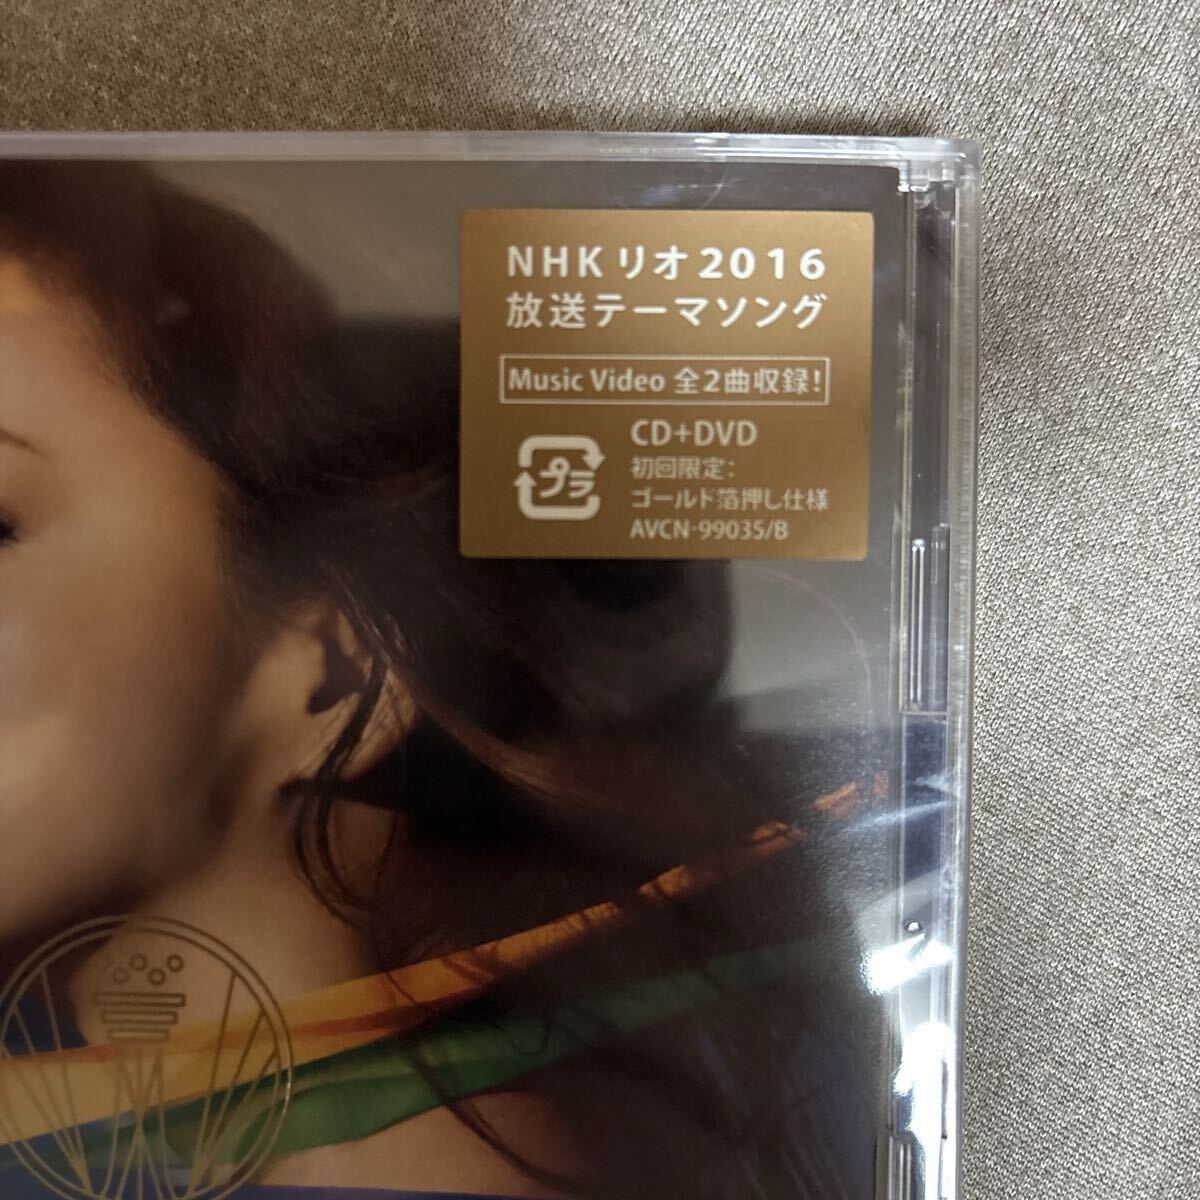 NHKリオ2016
放送テーマソング
Music Video 全2曲収録!
プラ
CD+DVD
初回限定:
ゴールド箔押し仕様
AVCN-99035/B